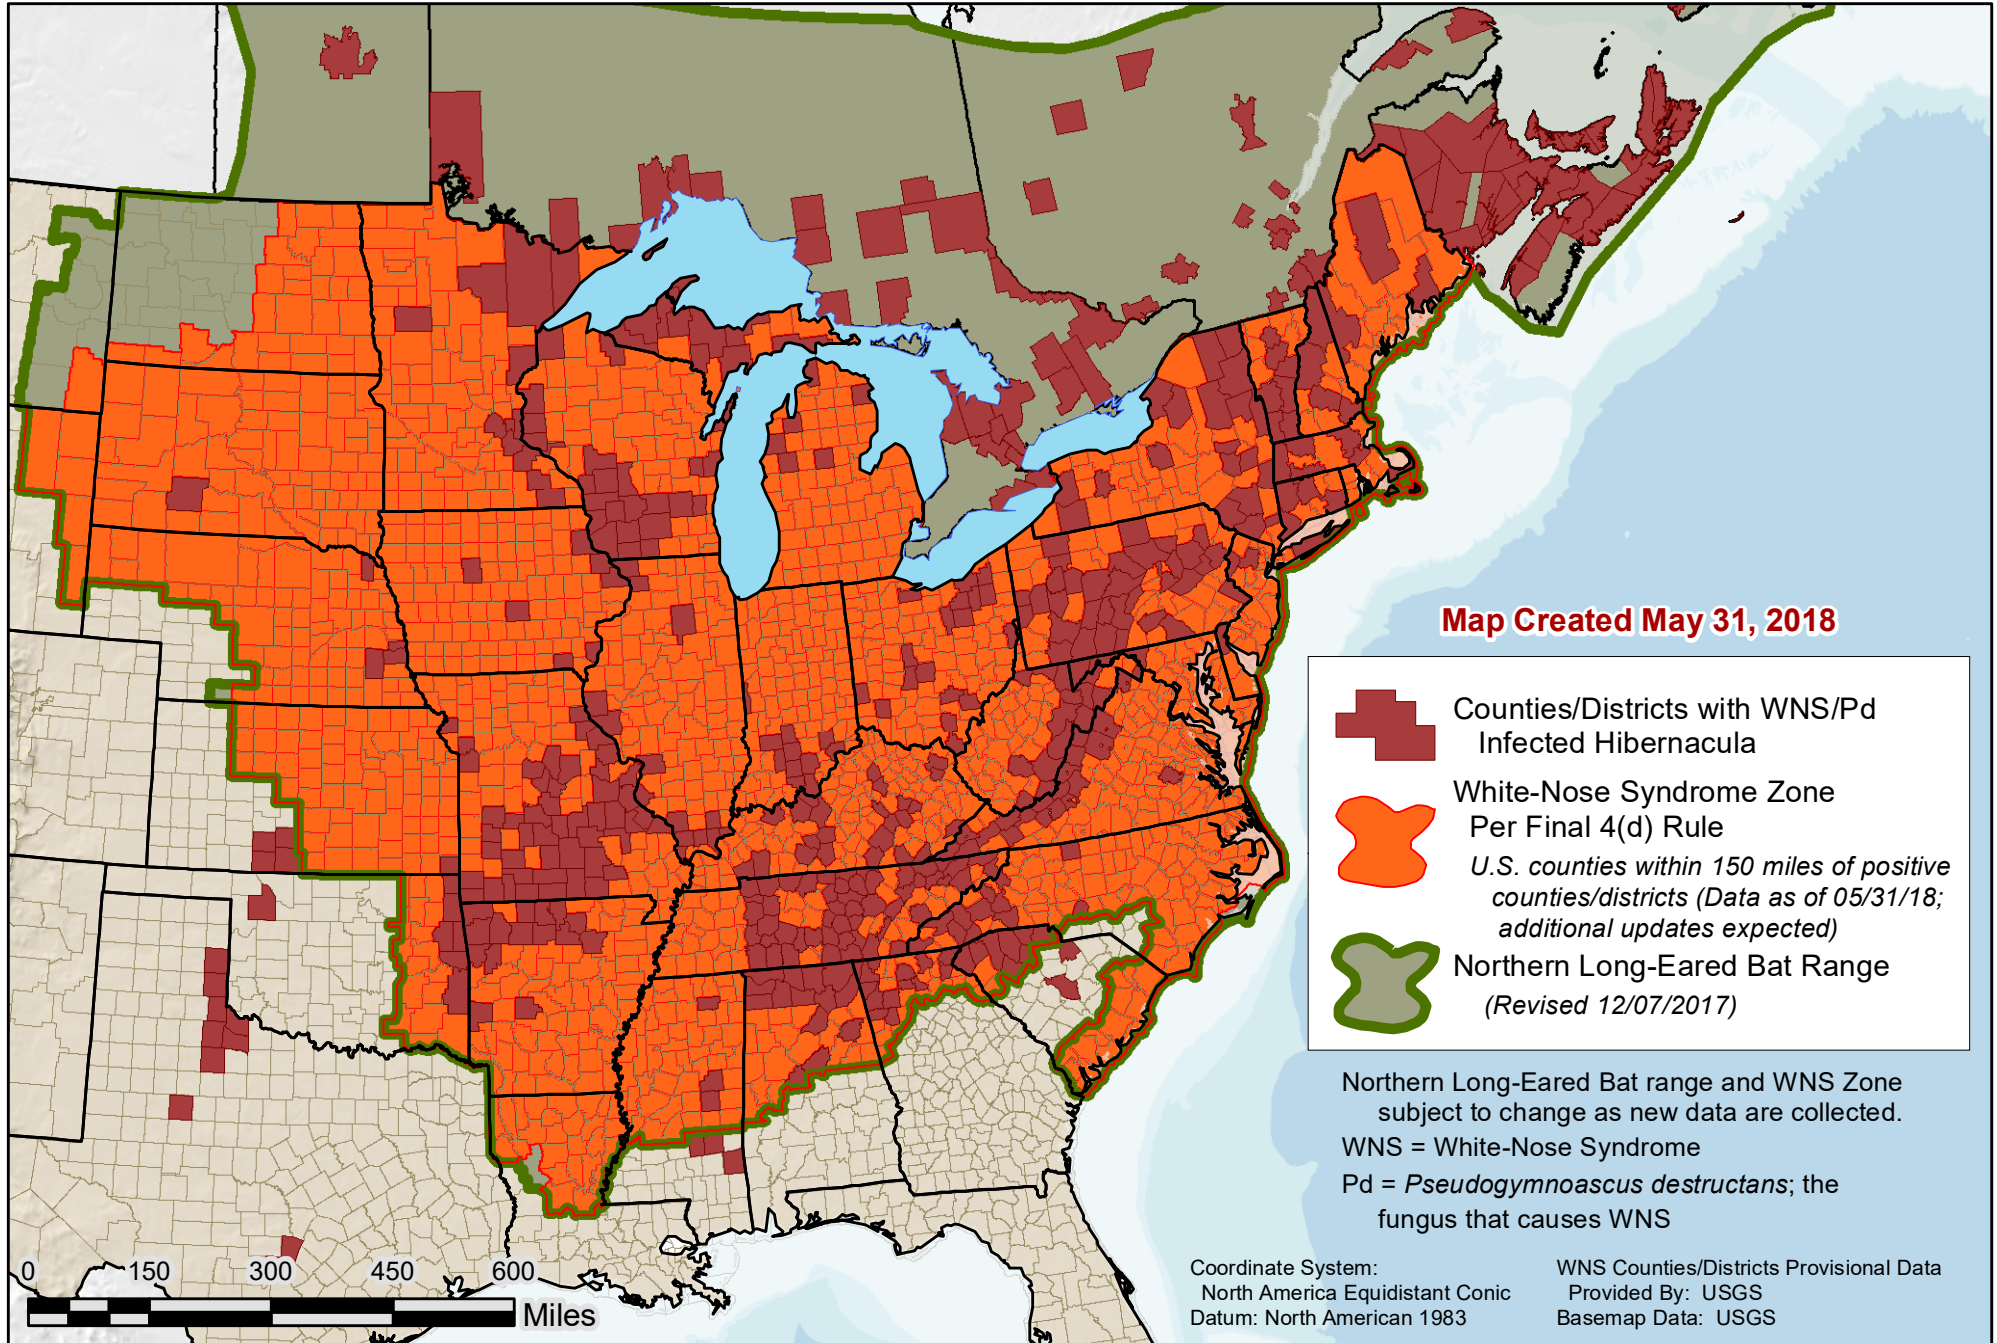 Map Created May 31, 2018
Counties/Districts with WNS/Pd
Infected Hibernacula
White-Nose Syndrome Zone
Per Final 4(d) Rule
U.S. counties within 150 miles of positive
counties/districts (Data as of 05/31/18;
additional updates expected)
Northern Long-Eared Bat Range
(Revised 12/07/2017)
Northern Long-Eared Bat range and WNS Zone
subject to change as new data are collected.
WNS = White-Nose Syndrome
Pd = Pseudogymnoascus destructans; the
fungus that causes WNS
Coordinate System:
North America Equidistant Conic
Datum: North American 1983
WNS Counties/Districts Provisional Data
Provided By: USGS
Basemap Data: USGS
0 150 300 450 600
Miles